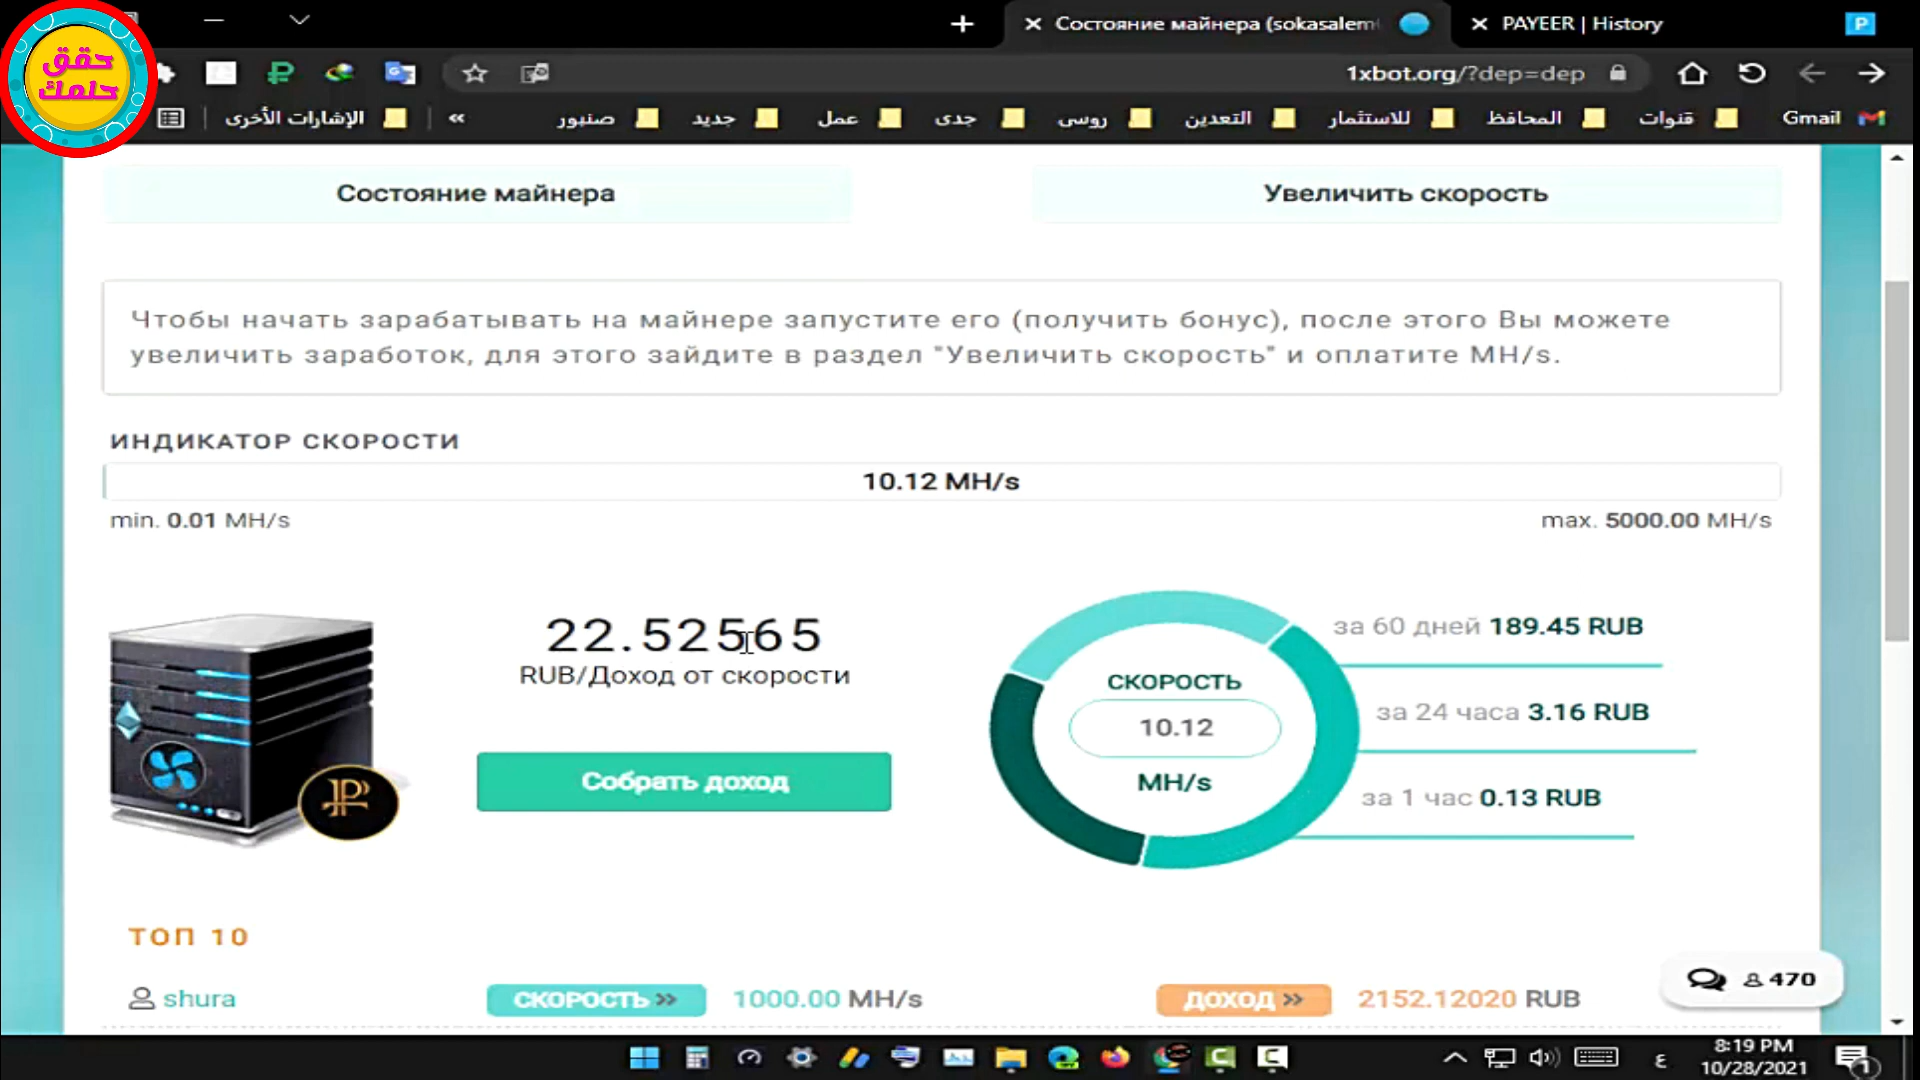 حقق
حلمك
Состояние майнера (sokasalem
PAYEER | History
P
1xbot.org/?dep=dep
الإشارات الأخرى
»
صنبور
جديد
عمل
جدى
روسى
التعدين
للاستثمار
المحافظ
قنوات
Gmail
Состояние майнера
Увеличить скорость
Чтобы начать зарабатывать на майнере запустите его (получить бонус), после этого Вы можете
увеличить заработок, для этого зайдите в раздел "Увеличить скорость" и оплатите MH/s.
ИНДИКАТОР СКОРОСТИ
10.12 MH/s
min. 0.01 MH/s
max. 5000.00 MH/s
22.52565
RUB/Доход от скорости
Собрать доход
СКОРОСТЬ
10.12
MH/s
за 60 дней 189.45 RUB
за 24 часа 3.16 RUB
за 1 час 0.13 RUB
ТОП 10
shura
СКОРОСТЬ »
1000.00 MH/s
ДОХОД »
2152.12020 RUB
470
ع
8:19 PM
10/28/2021
1